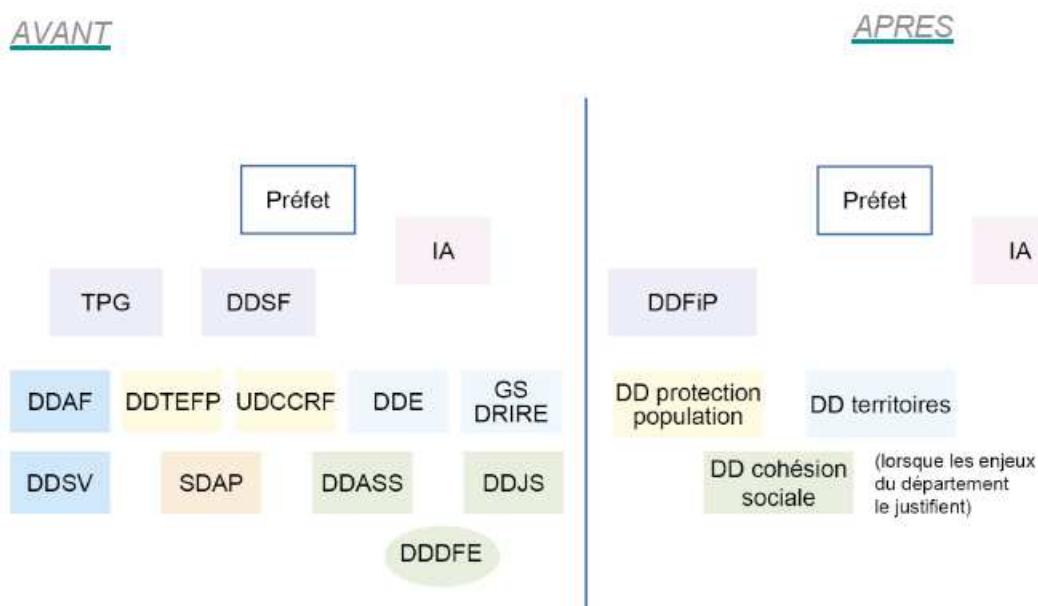 AVANT
APRES
Préfet
IA
TPG
DDSF
DDAF
DDTEFP
UDCCRF
DDE
GS
DRIRE
DDSV
SDAP
DDASS
DDJS
DDDFE
Préfet
IA
DDFiP
DD protection
population
DD territoires
DD cohésion
sociale
(lorsque les enjeux
du département
le justifient)